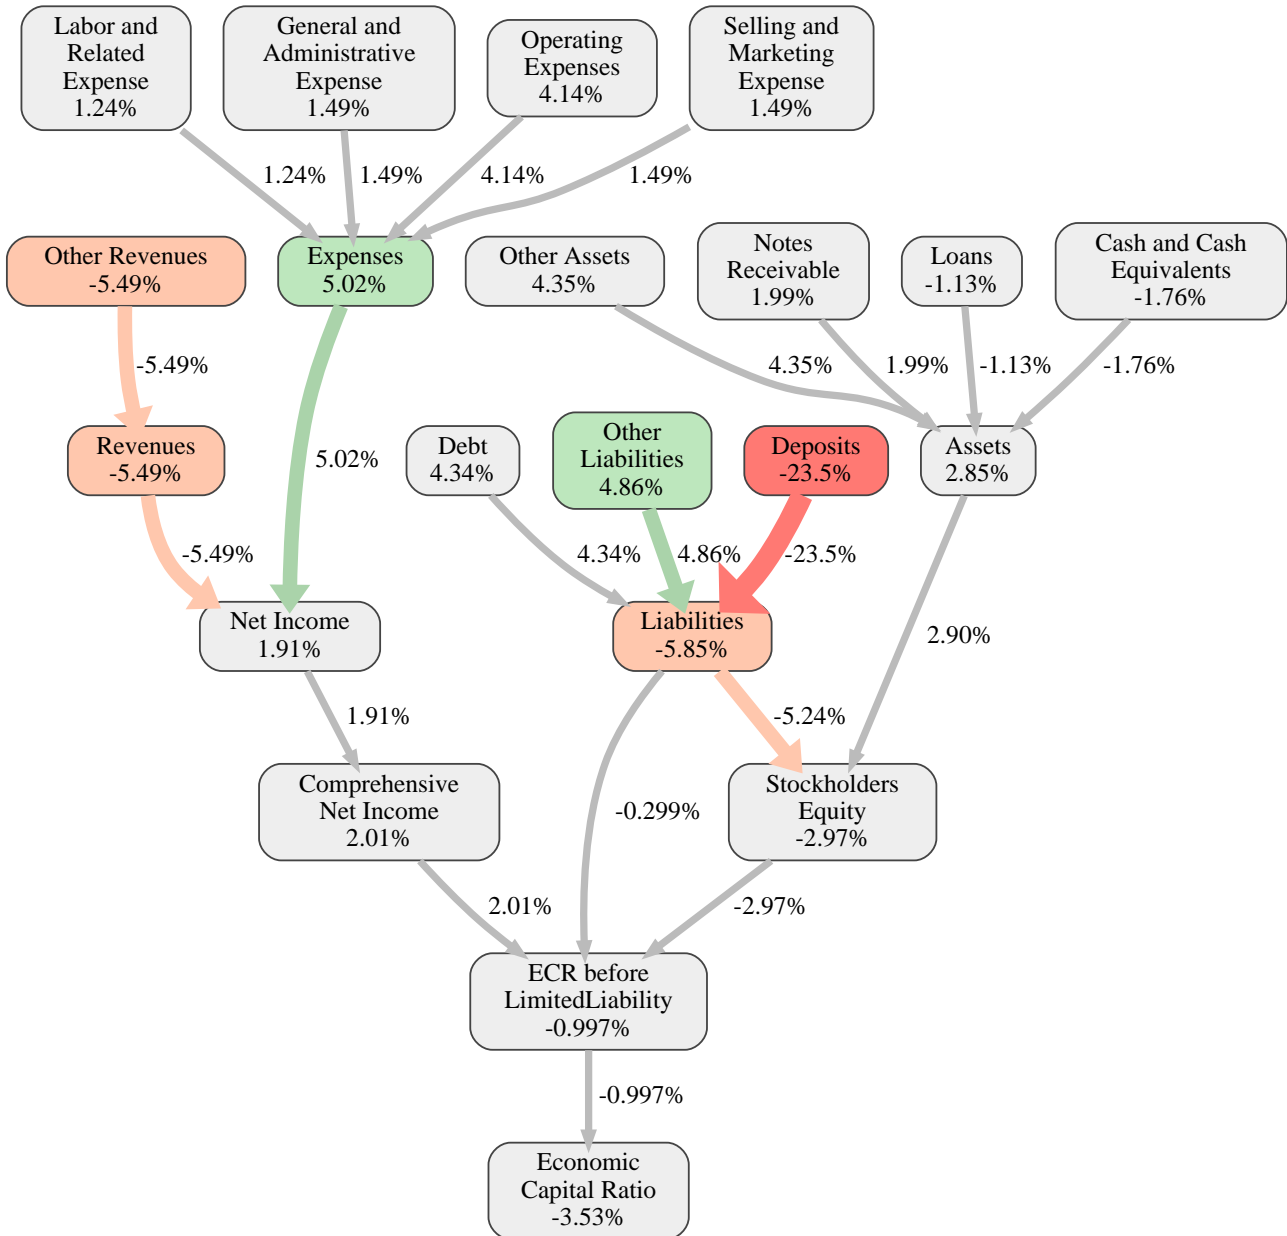 Labor and
Related
Expense
1.24%
General and
Administrative
Expense
1.49%
Operating
Expenses
4.14%
Selling and
Marketing
Expense
1.49%
1.24%
1.49%
4.14%
1.49%
Other Revenues
-5.49%
Expenses
5.02%
Other Assets
4.35%
Notes
Receivable
1.99%
Loans
-1.13%
Cash and Cash
Equivalents
-1.76%
-5.49%
5.02%
4.35%
1.99%
-1.13%
-1.76%
Revenues
-5.49%
Debt
4.34%
Other
Liabilities
4.86%
Deposits
-23.5%
Assets
2.85%
-5.49%
4.34%
4.86%
-23.5%
2.90%
Net Income
1.91%
Liabilities
-5.85%
1.91%
-0.299%
-5.24%
Comprehensive
Net Income
2.01%
Stockholders
Equity
-2.97%
2.01%
-2.97%
ECR before
LimitedLiability
-0.997%
-0.997%
Economic
Capital Ratio
-3.53%